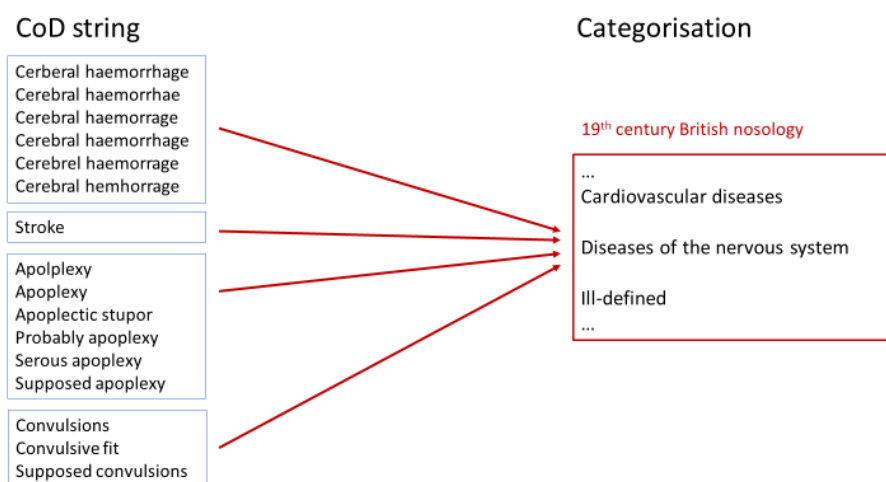 CoD string
Cerberal haemorrhage
Cerebral haemorrhae
Cerebral haemorrage
Cerebral haemorrhage
Cerebrel haemorrage
Cerebral hemhorrage
Stroke
Apolplexy
Apoplexy
Apoplectic stupor
Probably apoplexy
Serous apoplexy
Supposed apoplexy
Convulsions
Convulsive fit
Supposed convulsions
Categorisation
19th century British nosology
...
Cardiovascular diseases
Diseases of the nervous system
Ill-defined
...